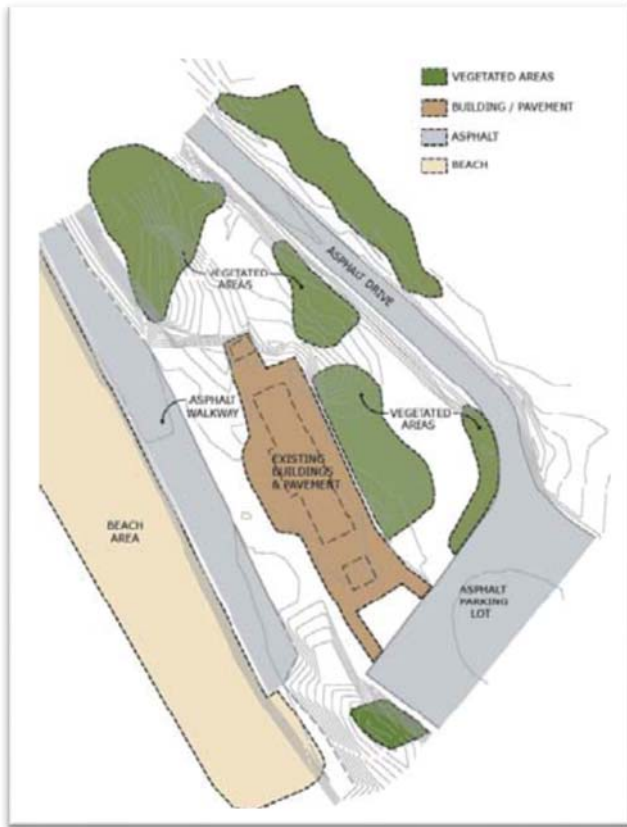 VEGETATED AREAS
BUILDING / PAVEMENT
ASPHALT
BEACH
ASPHALT DRIVE
VEGETATED
AREAS
ASPHALT
WALKWAY
VEGETATED
AREAS
EXISTING
BUILDINGS
& PAVEMENT
BEACH
AREA
ASPHALT
PARKING
LOT